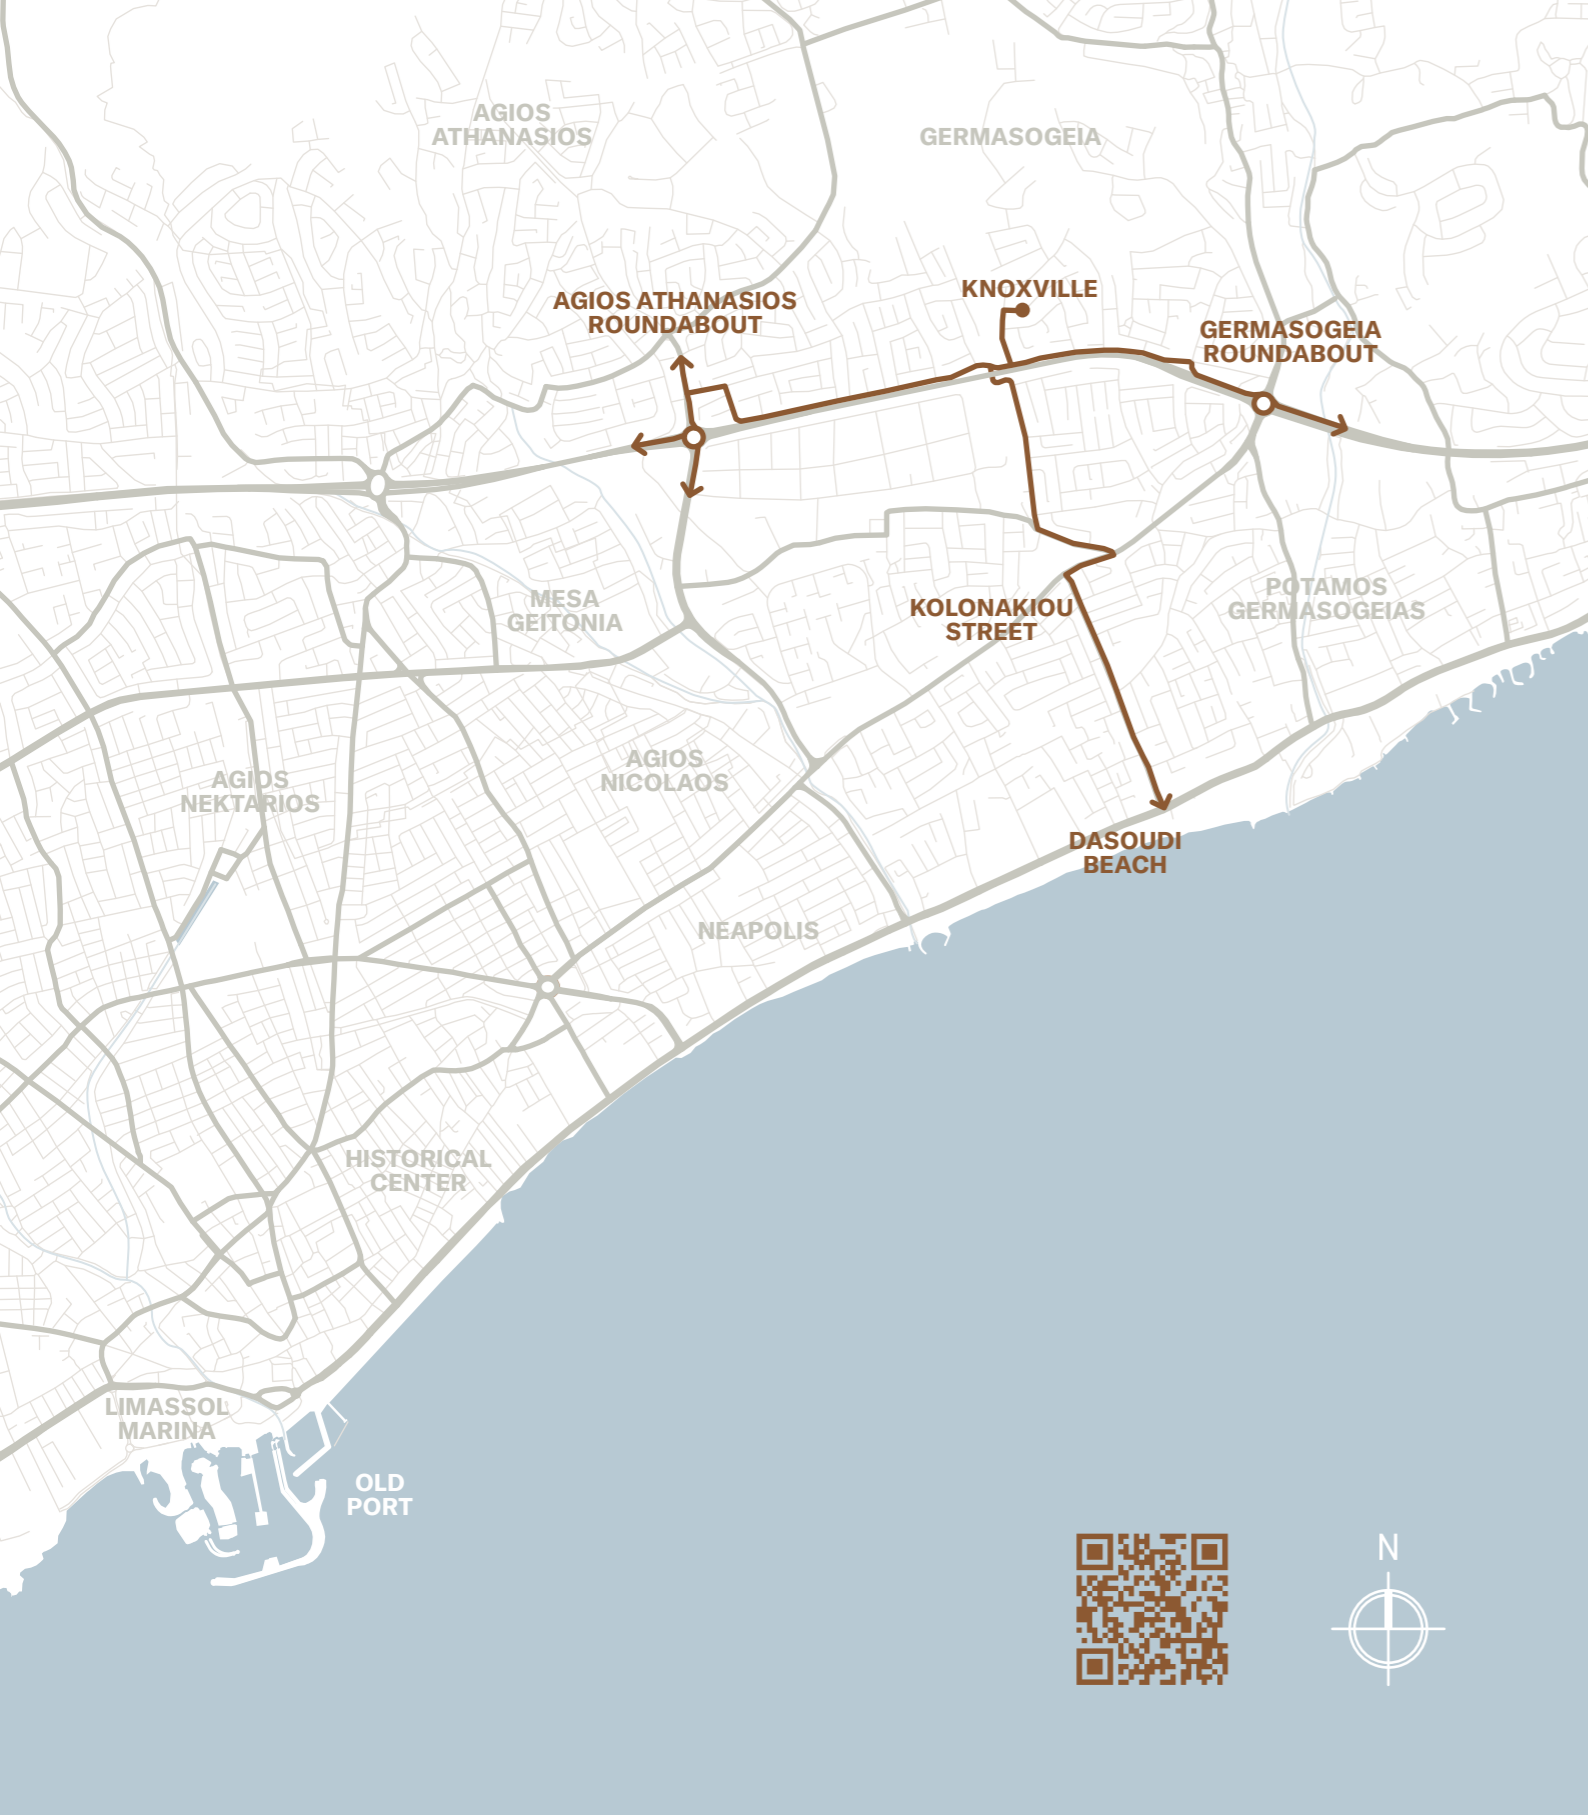 AGIOS
ATHANASIOS
GERMASOGEIA
KNOXVILLE
AGIOS ATHANASIOS
ROUNDABOUT
GERMASOGEIA
ROUNDABOUT
MESA
GEITONIA
KOLONAKIOU
STREET
POTAMOS
GERMASOGEIAS
AGIOS
NICOLAOS
AGIOS
NEKTARIOS
DASOUDI
BEACH
NEAPOLIS
HISTORICAL
CENTER
LIMASSOL
MARINA
OLD
PORT
N